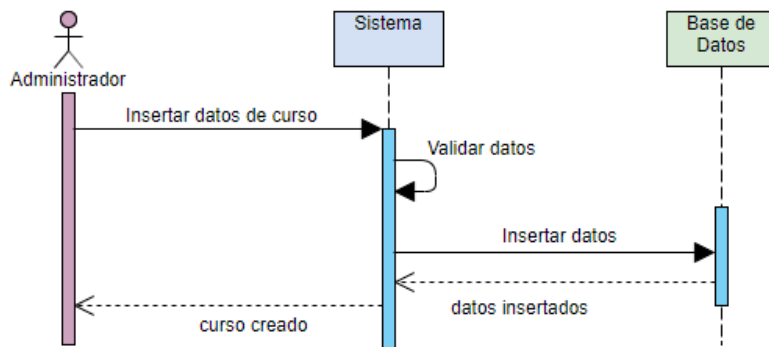 Sistema
Base de
Datos
Administrador
Insertar datos de curso
Validar datos
Insertar datos
datos insertados
curso creado